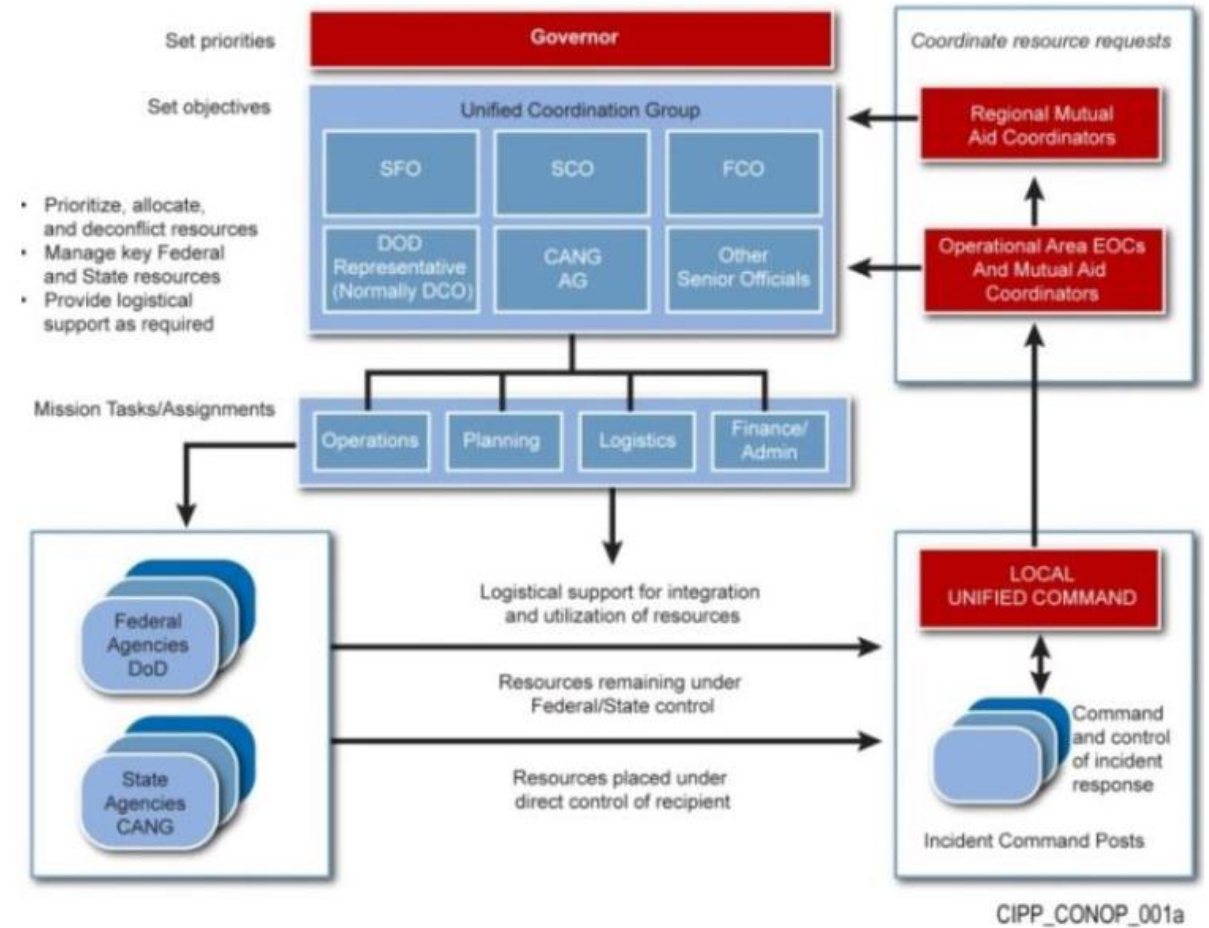 Set priorities
Governor
Set objectives
Unified Coordination Group
SFO
SCO
FCO
DOD
Representative
(Normally DCO)
CANG
AG
Other
Senior Officials
• Prioritize, allocate,
and deconflict resources
• Manage key Federal
and State resources
• Provide logistical
support as required
Coordinate resource requests
Regional Mutual
Aid Coordinators
Operational Area EOCs
And Mutual Aid
Coordinators
Mission Tasks/Assignments
Operations
Planning
Logistics
Finance/
Admin
Federal
Agencies
DoD
State
Agencies
CANG
Logistical support for integration
and utilization of resources
Resources remaining under
Federal/State control
Resources placed under
direct control of recipient
LOCAL
UNIFIED COMMAND
Command
and control
of incident
response
Incident Command Posts
CIPP_CONOP_001a